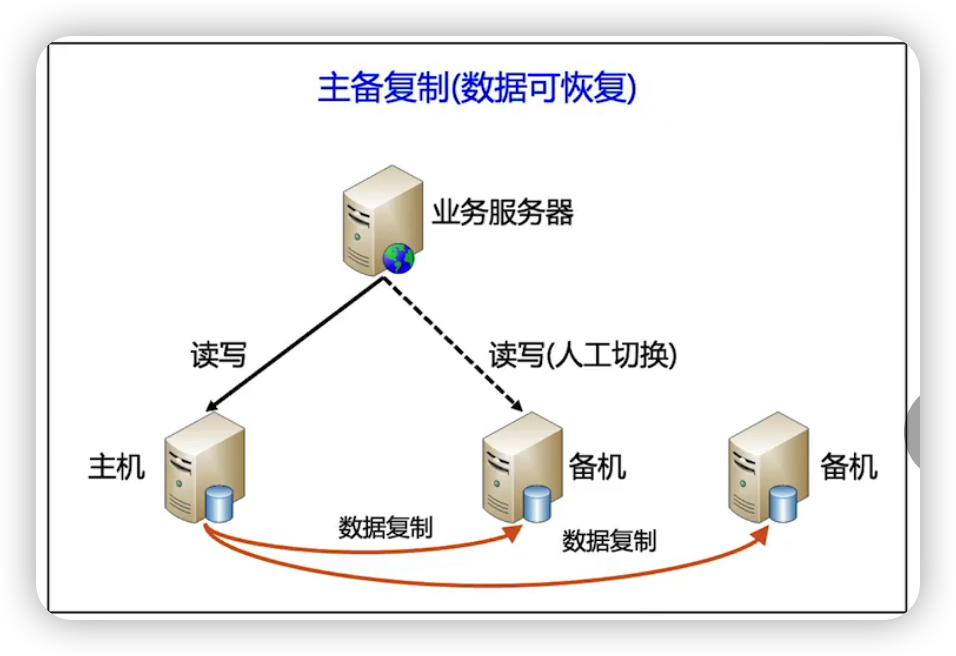 主备复制(数据可恢复)
业务服务器
读写
读写(人工切换)
主机
备机
备机
数据复制
数据复制